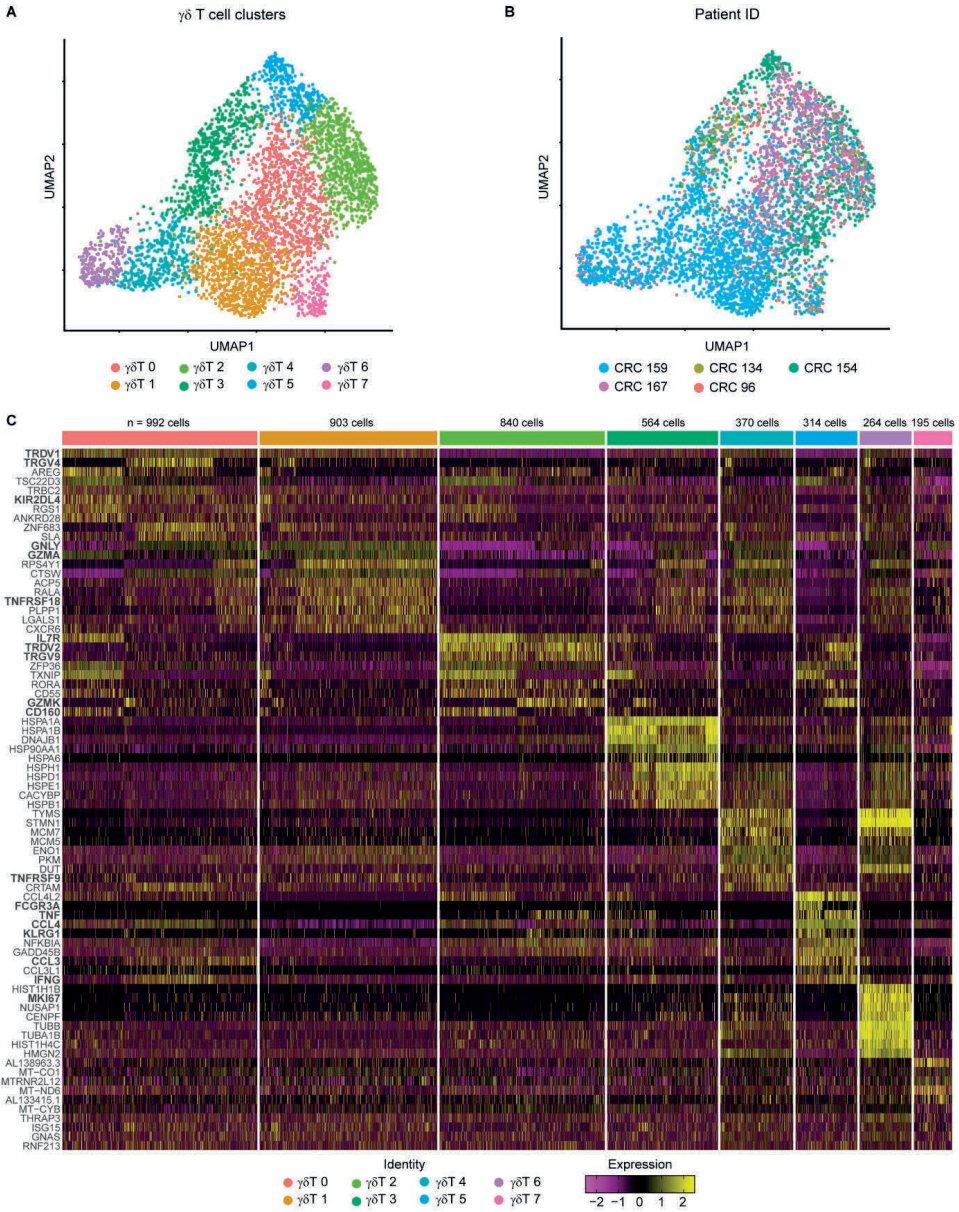 A
γδ T cell clusters
UMAP2
UMAP1
γδT 0 γδT 2 γδT 4 γδT 6
γδT 1 γδT 3 γδT 5 γδT 7
B
Patient ID
UMAP2
UMAP1
CRC 159 CRC 134 CRC 154
CRC 167 CRC 96
C
n = 992 cells 903 cells 840 cells 564 cells 370 cells 314 cells 264 cells 195 cells
TRDV1
TRGV4
AREG
TSC22D3
TRBC2
KIR2DL4
RGS1
ANKRD28
ZNF683
SLA
GNLY
GZMA
RPS4Y1
CTSW
ACP5
RALA
TNFRSF18
PLPP1
LGALS1
CXCR6
IL7R
TRDV2
TRGV9
ZFP36
TXNIP
RORA
CD55
GZMK
CD160
HSPA1A
HSPA1B
DNAJB1
HSP90AA1
HSPA6
HSPH1
HSPD1
HSPE1
CACYBP
HSPB1
TYMS
STMN1
MCM7
MCM5
ENO1
PKM
DUT
TNFRSF9
CRTAM
CCL4L2
FCGR3A
TNF
CCL4
KLRG1
NFKBIA
GADD45B
CCL3
CCL3L1
IFNG
HIST1H1B
MKI67
NUSAP1
CENPF
TUBB
TUBA1B
HIST1H4C
HMGN2
AL138963.3
MT−CO1
MTRNR2L12
MT−ND6
AL133415.1
MT−CYB
THRAP3
ISG15
GNAS
RNF213
Identity
γδT 0 γδT 2 γδT 4 γδT 6
γδT 1 γδT 3 γδT 5 γδT 7
Expression
−2 −1 0 1 2